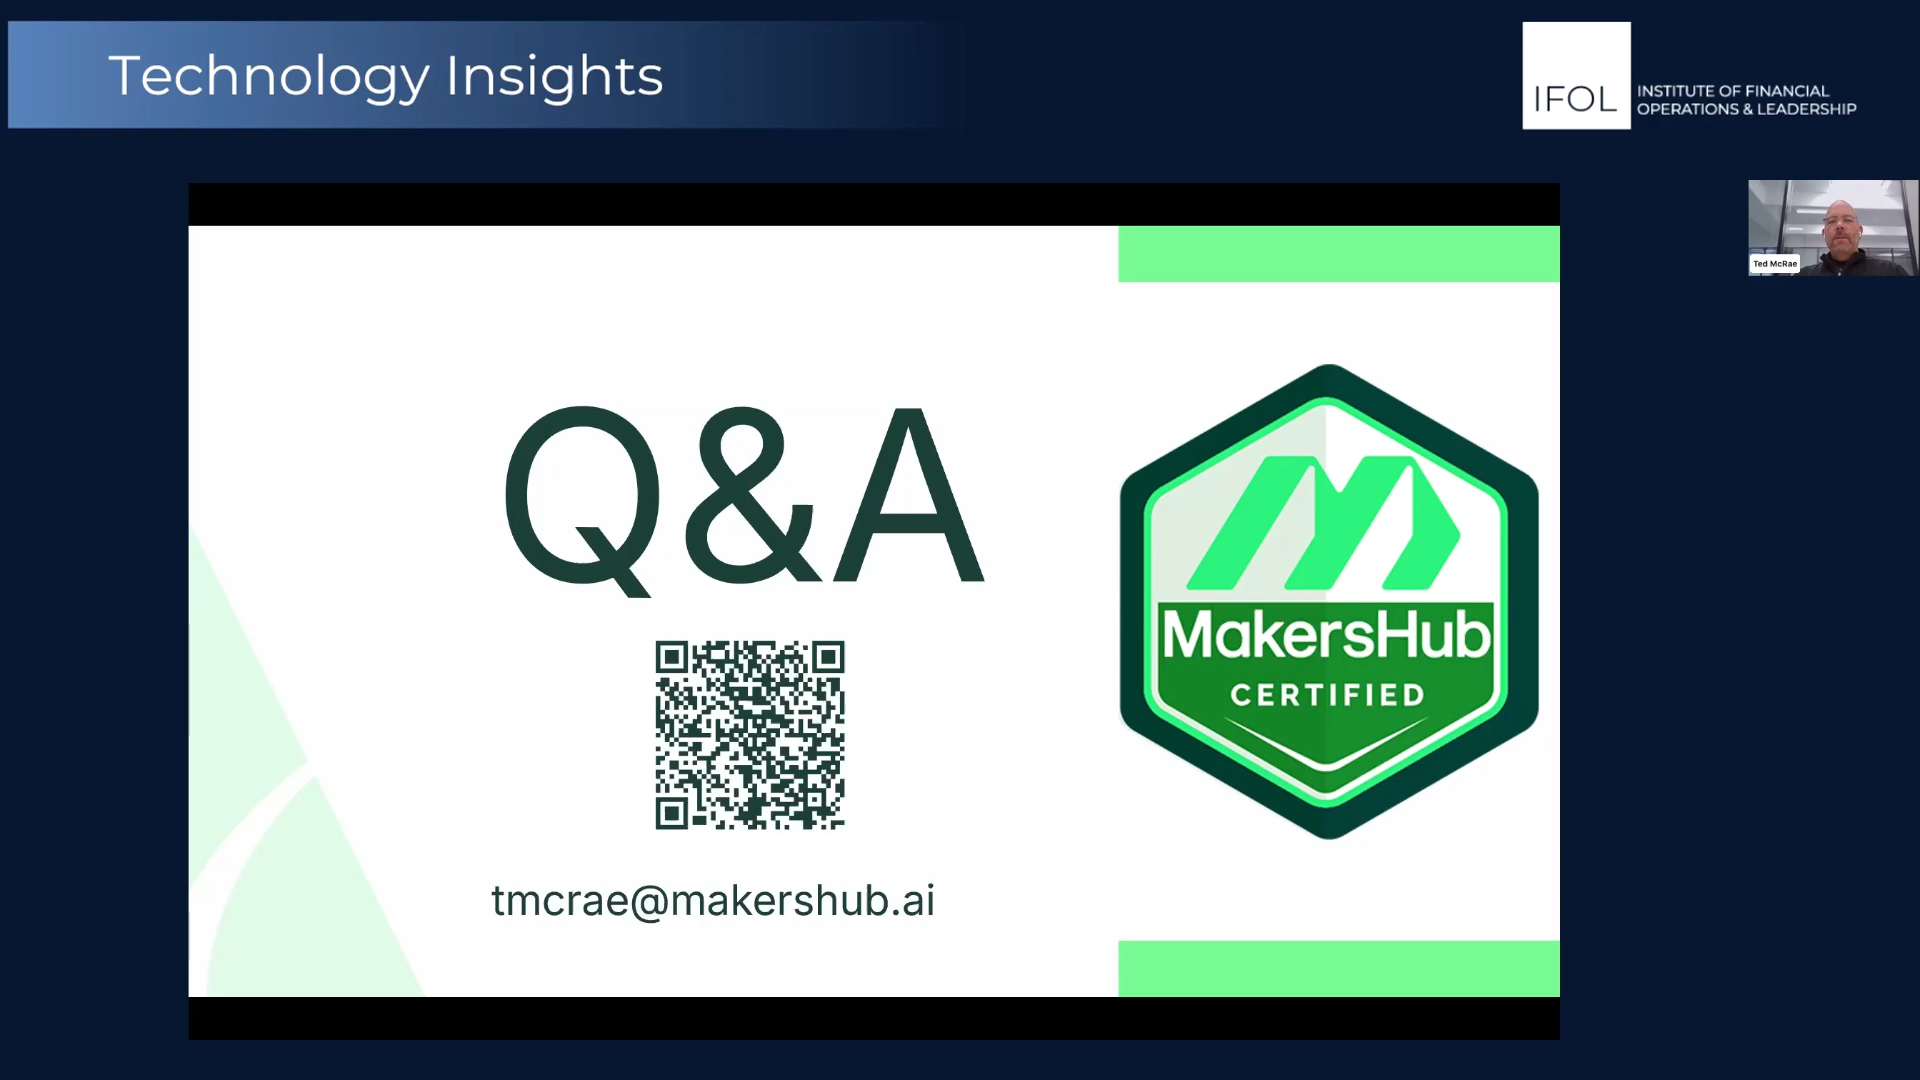 Technology Insights
IFOL
INSTITUTE OF FINANCIAL
OPERATIONS & LEADERSHIP
Ted McRae
Q&A
MakersHub
CERTIFIED
tmcrae@makershub.ai